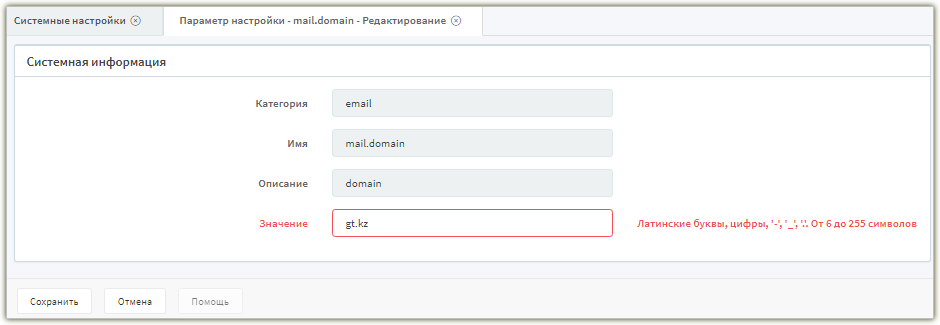 Системные настройки
Параметр настройки - mail.domain - Редактирование
Системная информация
Категория email
Имя mail.domain
Описание domain
Значение gt.kz Латинские буквы, цифры, '-', '_', '.'. От 6 до 255 символов
Сохранить Отмена Помощь